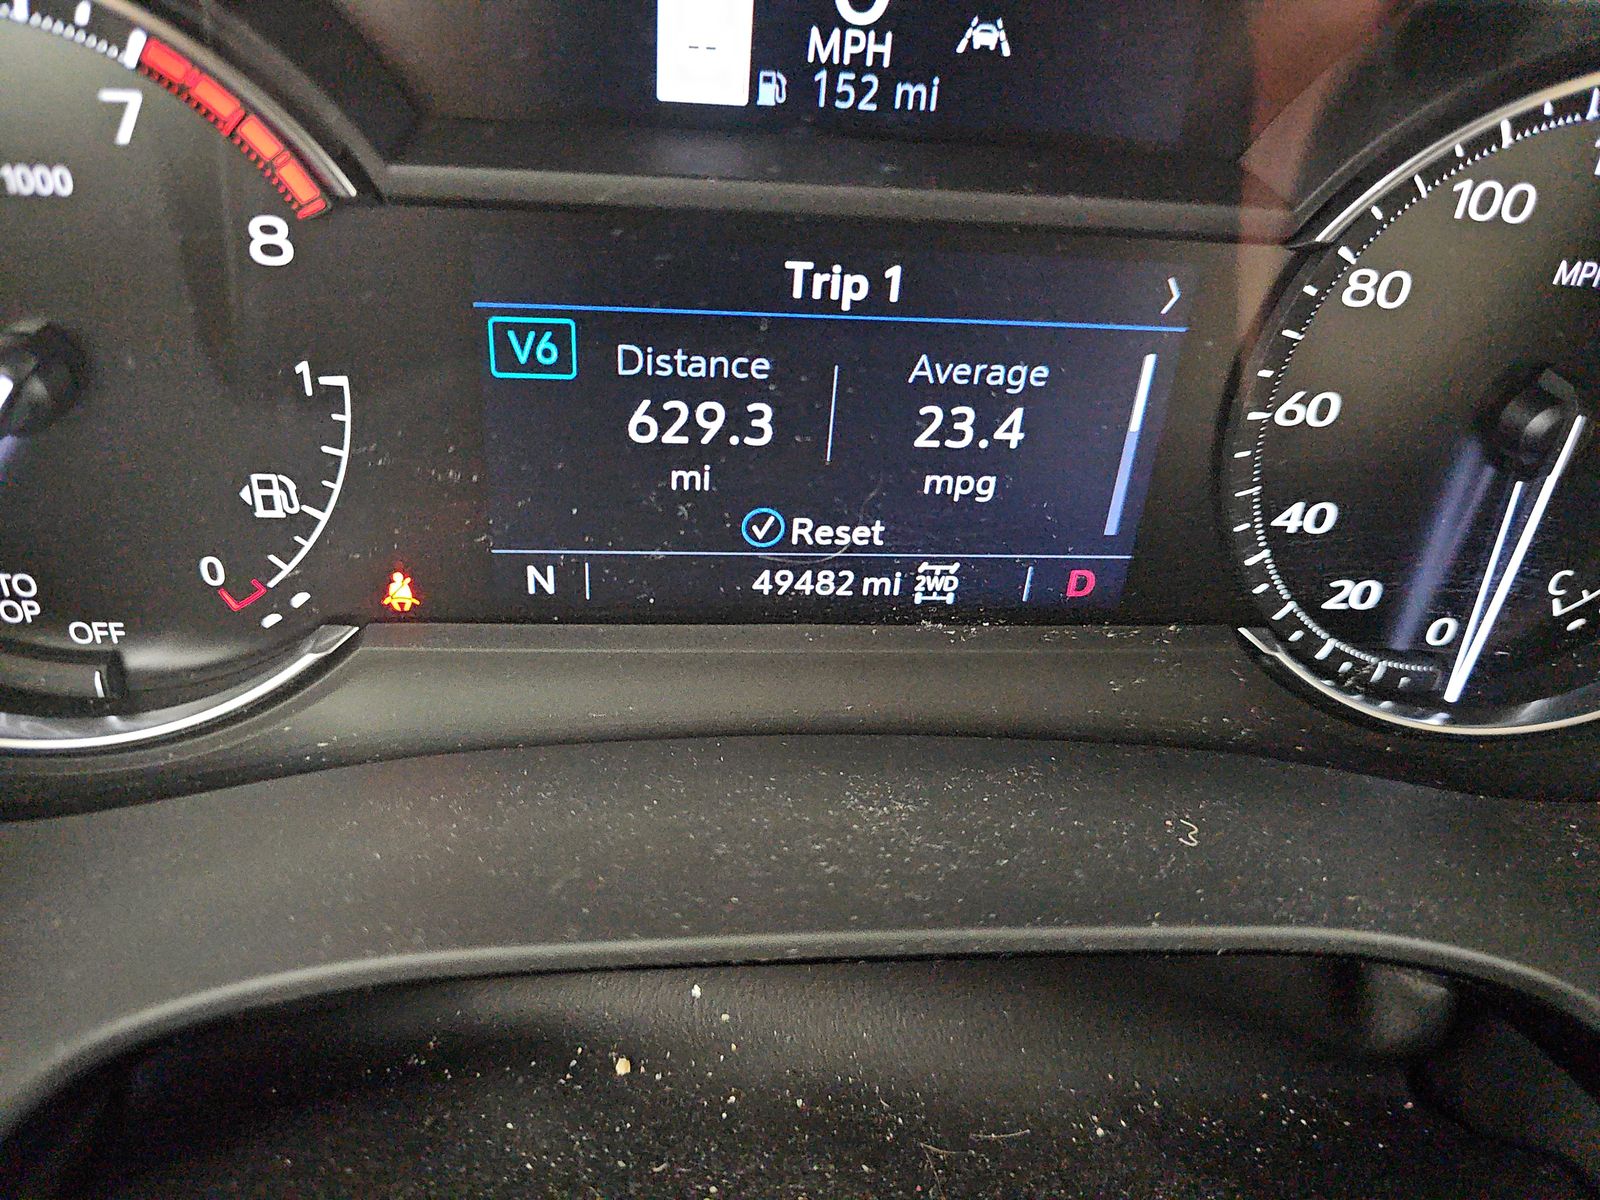 MPH
152 mi
7
1000
8
Trip 1
V6
Distance
629.3
mi
Average
23.4
mpg
Reset
N
49482 mi
2WD
D
1
0
OFF
100
80
60
40
20
0
C